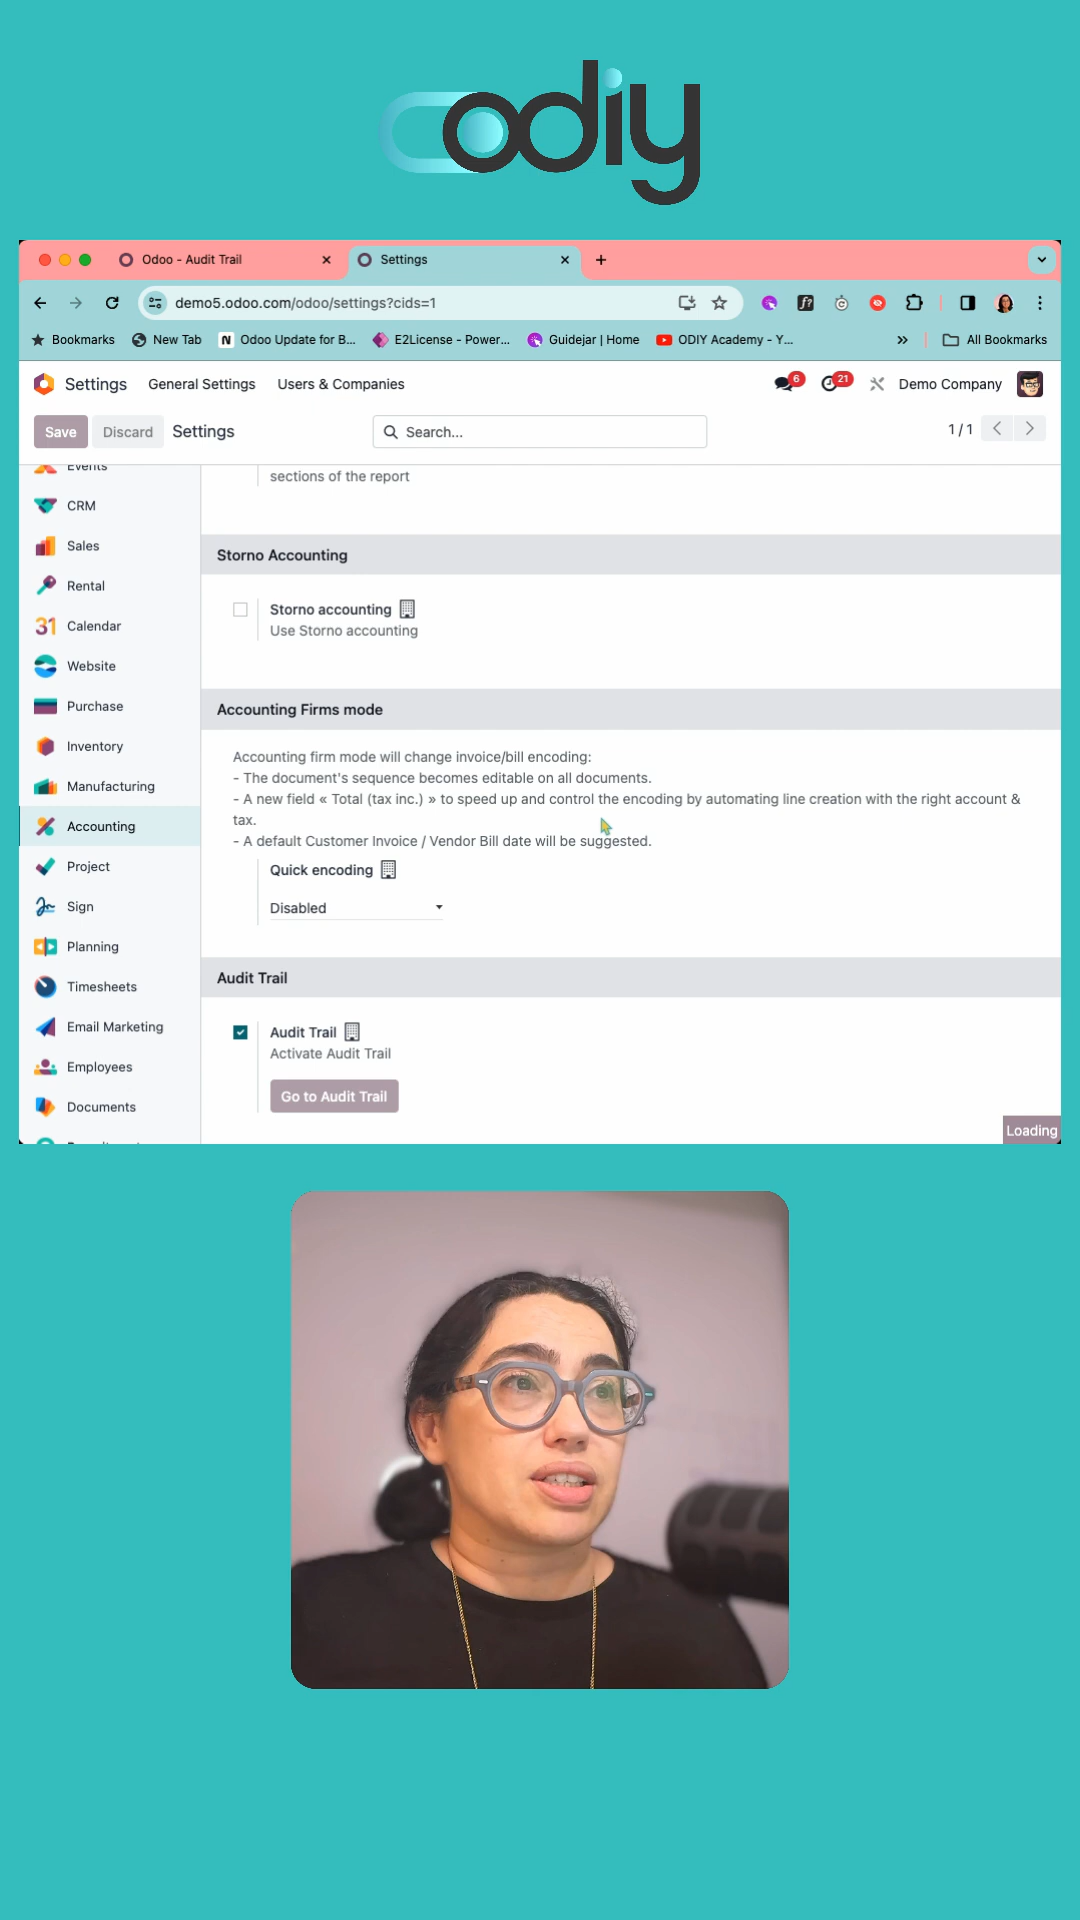 odiy
Odoo - Audit Trail
Settings
demo5.odoo.com/odoo/settings?cids=1
Bookmarks
New Tab
Odoo Update for B...
E2License - Power...
Guidejar | Home
ODIY Academy - Y...
All Bookmarks
Settings
General Settings
Users & Companies
6
21
Demo Company
Save
Discard
Settings
Search...
1 / 1
Events
CRM
Sales
Rental
31
Calendar
Website
Purchase
Inventory
Manufacturing
Accounting
Project
Sign
Planning
Timesheets
Email Marketing
Employees
Documents
sections of the report
Storno Accounting
Storno accounting
Use Storno accounting
Accounting Firms mode
Accounting firm mode will change invoice/bill encoding:
- The document's sequence becomes editable on all documents.
- A new field « Total (tax inc.) » to speed up and control the encoding by automating line creation with the right account &
tax.
- A default Customer Invoice / Vendor Bill date will be suggested.
Quick encoding
Disabled
Audit Trail
Audit Trail
Activate Audit Trail
Go to Audit Trail
Loading